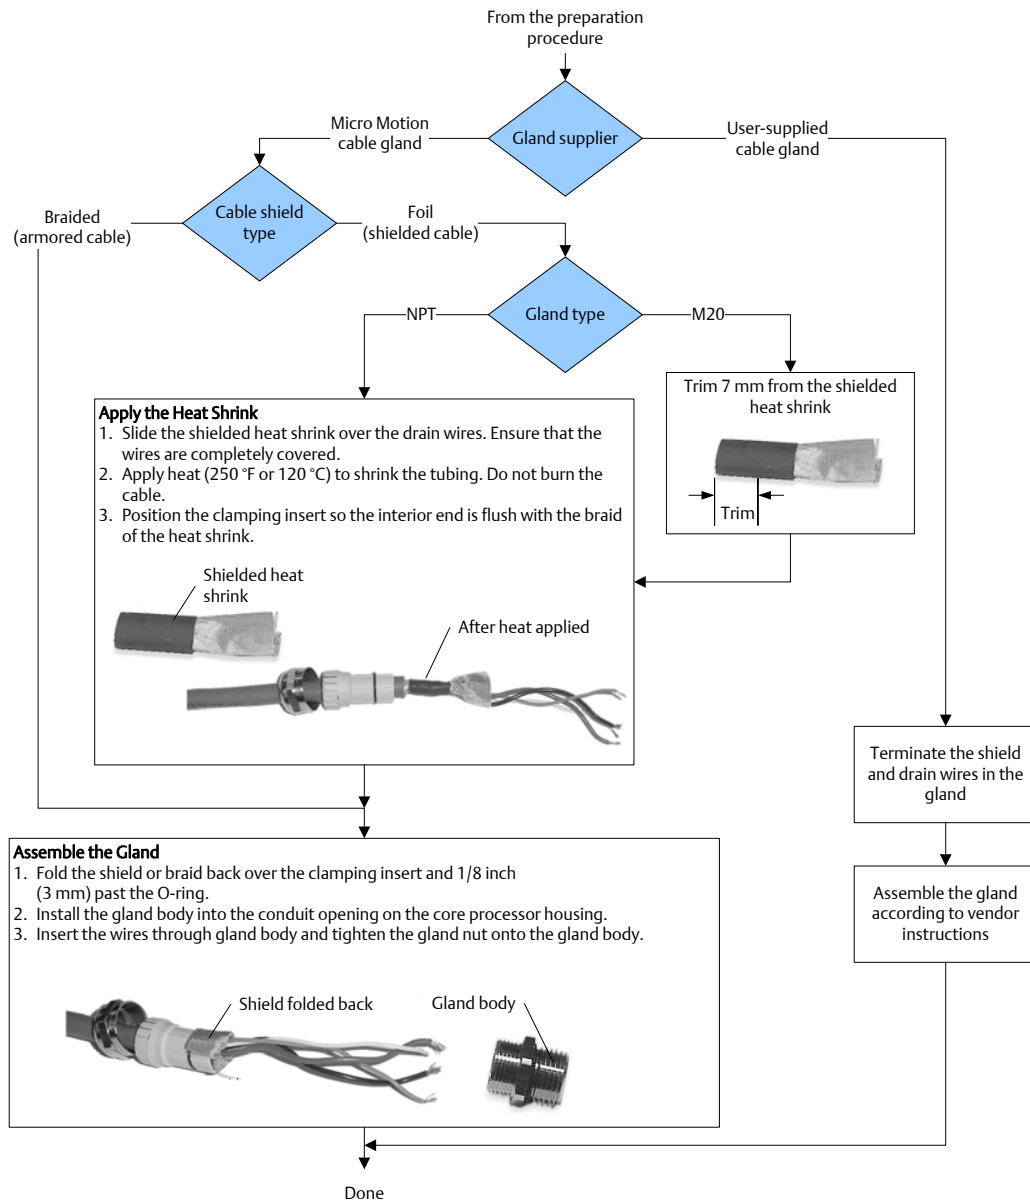 From the preparation
procedure
Gland supplier
Micro Motion
cable gland
User-supplied
cable gland
Cable shield
type
Braided
(armored cable)
Foil
(shielded cable)
Gland type
NPT
M20
Trim 7 mm from the shielded
heat shrink
Trim
Apply the Heat Shrink
1. Slide the shielded heat shrink over the drain wires. Ensure that the
wires are completely covered.
2. Apply heat (250 °F or 120 °C) to shrink the tubing. Do not burn the
cable.
3. Position the clamping insert so the interior end is flush with the braid
of the heat shrink.
Shielded heat
shrink
After heat applied
Terminate the shield
and drain wires in the
gland
Assemble the Gland
1. Fold the shield or braid back over the clamping insert and 1/8 inch
(3 mm) past the O-ring.
2. Install the gland body into the conduit opening on the core processor housing.
3. Insert the wires through gland body and tighten the gland nut onto the gland body.
Shield folded back
Gland body
Assemble the gland
according to vendor
instructions
Done